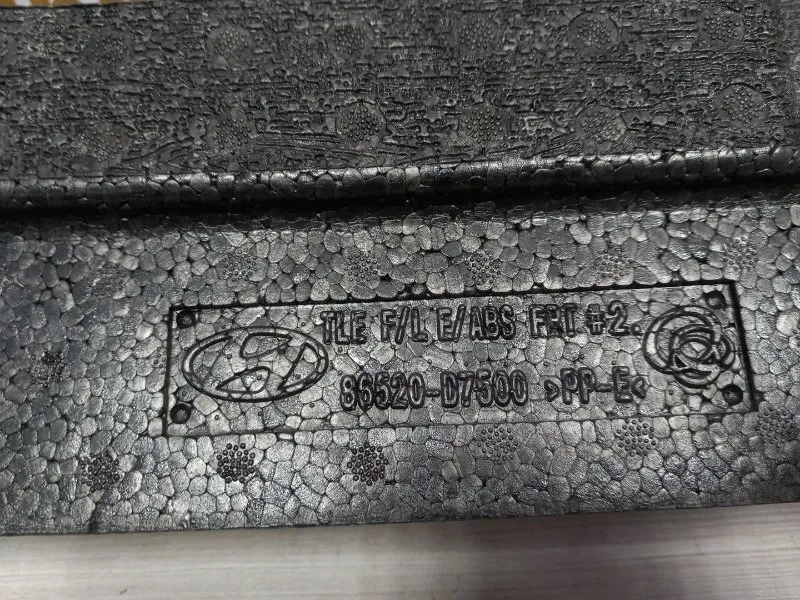 TLE F/L E/ABS FRT #2.
86520-D7500 >PP-E<